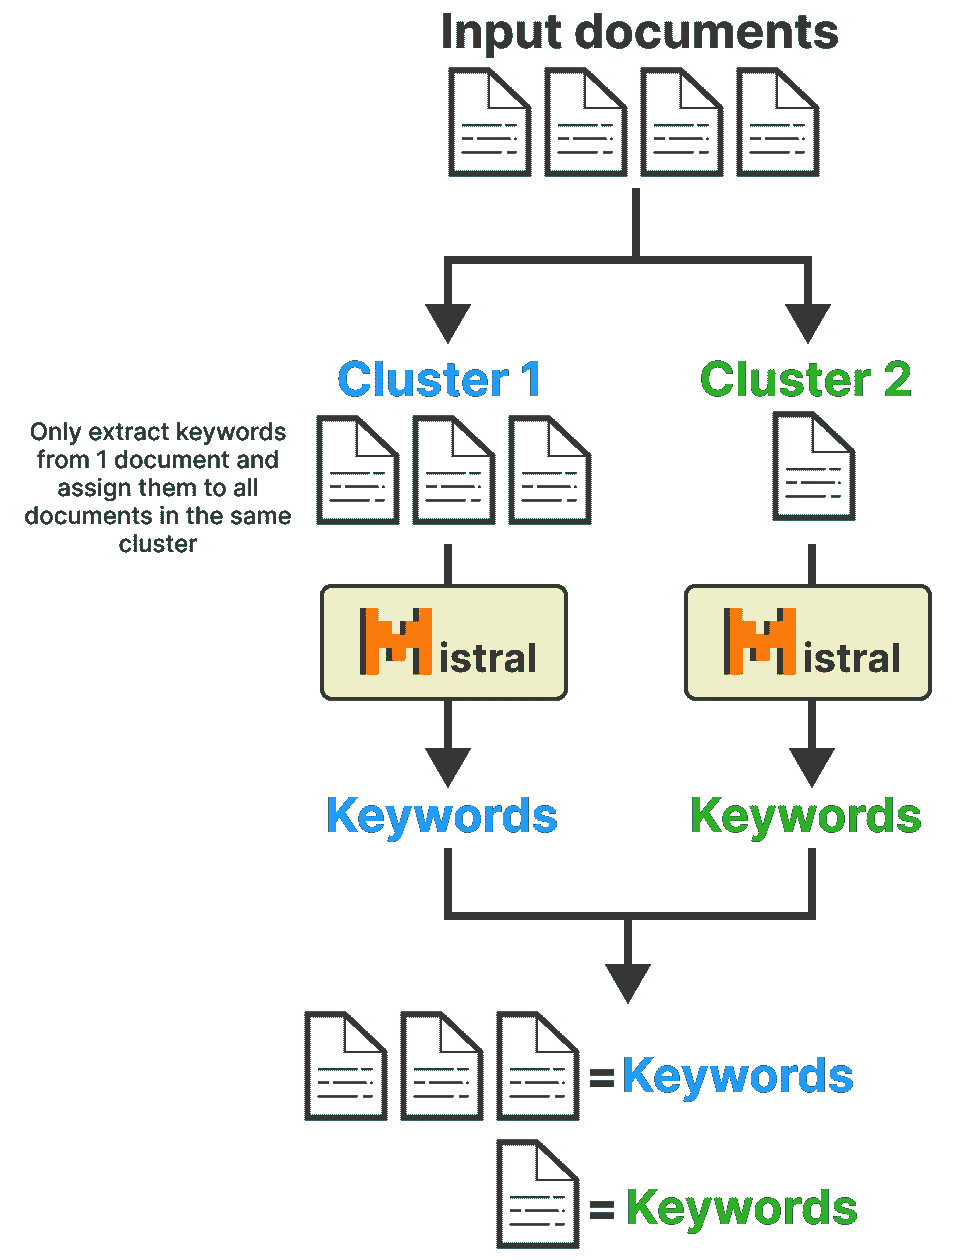 Input documents
Cluster 1
Cluster 2
Only extract keywords
from 1 document and
assign them to all
documents in the same
cluster
Mistral
Mistral
Keywords
Keywords
=Keywords
=Keywords